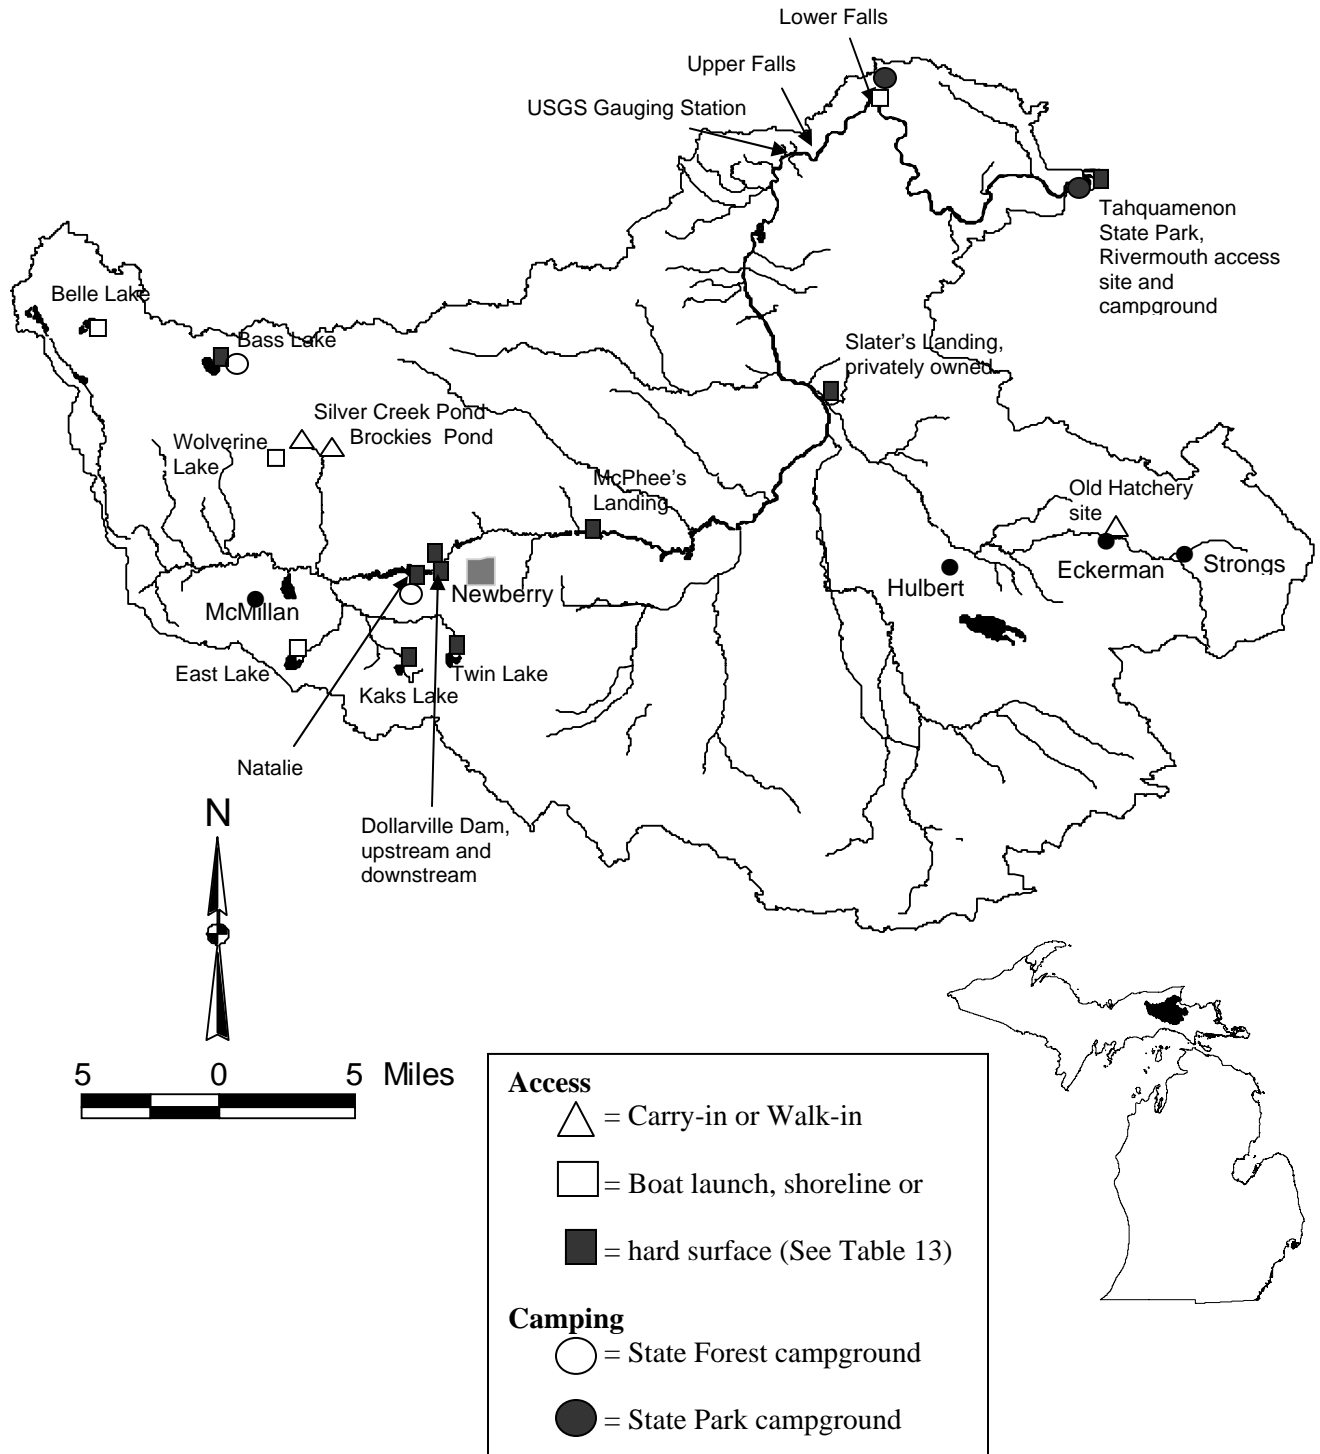 Lower Falls
Upper Falls
USGS Gauging Station
Tahquamenon
State Park,
Rivermouth access
site and
campground
Belle Lake
Bass Lake
Slater's Landing,
privately owned
Silver Creek Pond
Brockies Pond
Wolverine
Lake
McPhee's
Landing
Old Hatchery
site
Eckerman
Strongs
Hulbert
Newberry
McMillan
East Lake
Kaks Lake
Twin Lake
Natalie
Dollarville Dam,
upstream and
downstream
N
5 0 5 Miles
Access
= Carry-in or Walk-in
= Boat launch, shoreline or
= hard surface (See Table 13)
Camping
= State Forest campground
= State Park campground